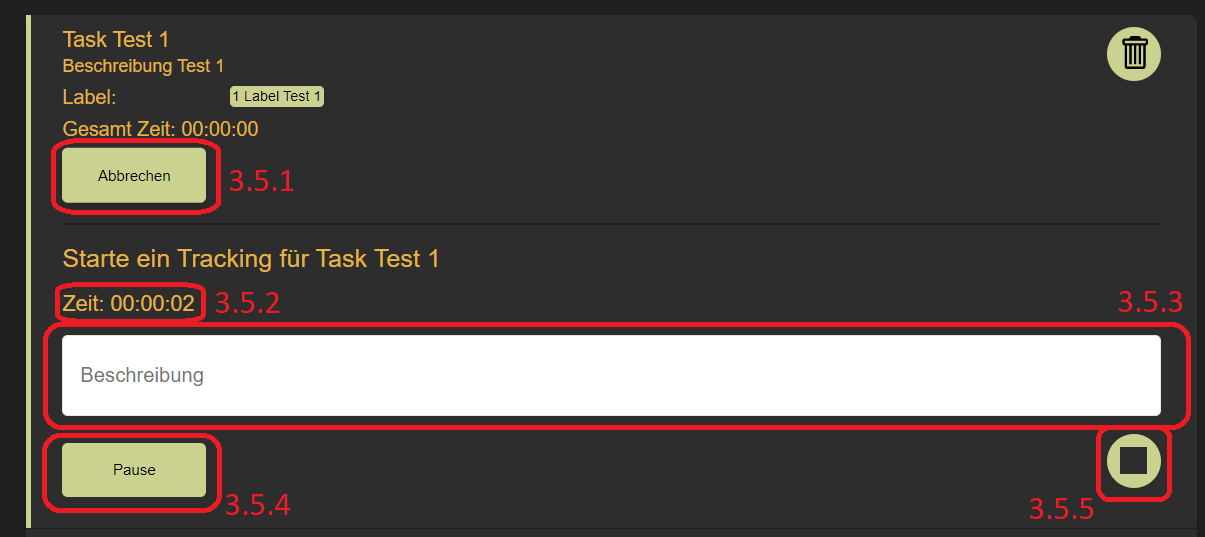 Task Test 1
Beschreibung Test 1
Label: 1 Label Test 1
Gesamt Zeit: 00:00:00
Abbrechen 3.5.1
Starte ein Tracking für Task Test 1
Zeit: 00:00:02 3.5.2 3.5.3
Beschreibung
Pause
3.5.4 3.5.5